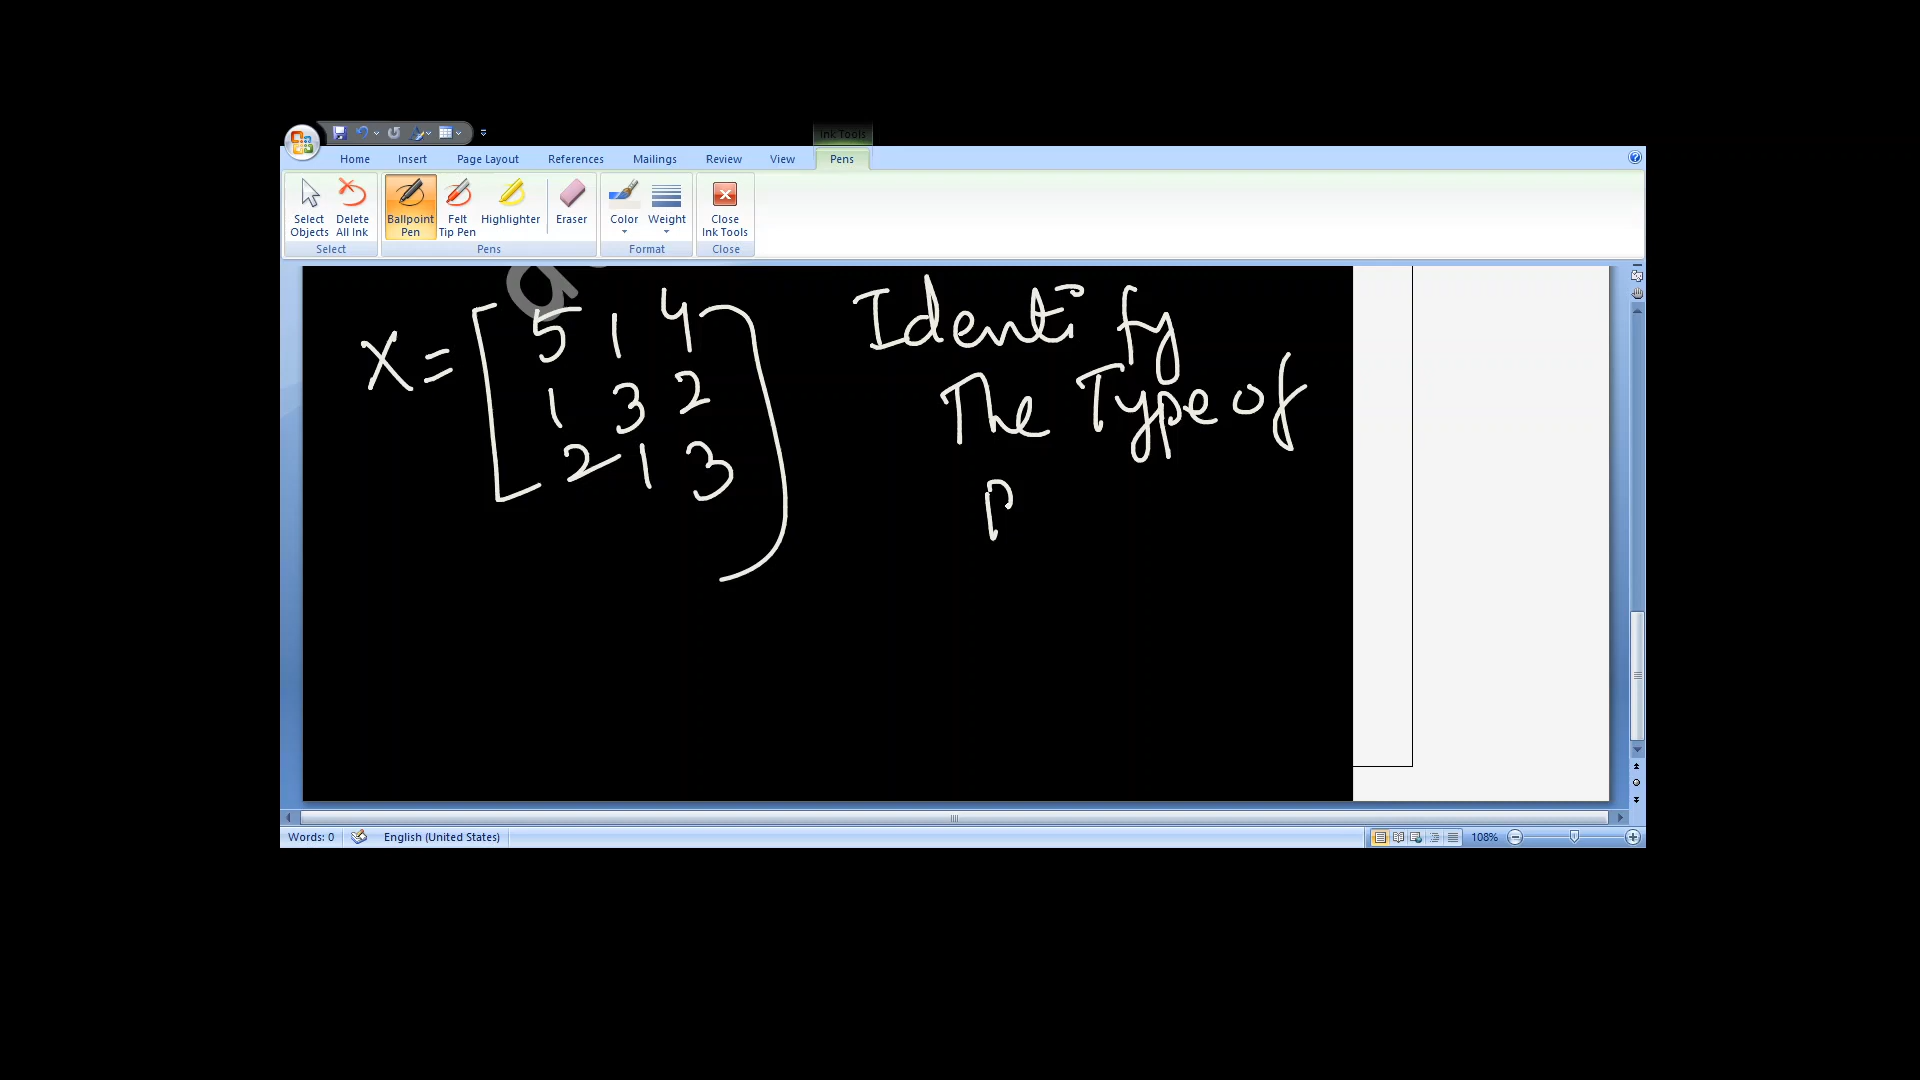 Ink Tools
Home Insert Page Layout References Mailings Review View Pens
Select Objects
Delete All Ink
Ballpoint Pen
Felt Tip Pen
Highlighter
Eraser
Color
Weight
Close Ink Tools
Select Pens Format Close
X= [ 5 1 4
1 3 2
2 1 3 )
Identify
The Type of
Words: 0 English (United States) 108%